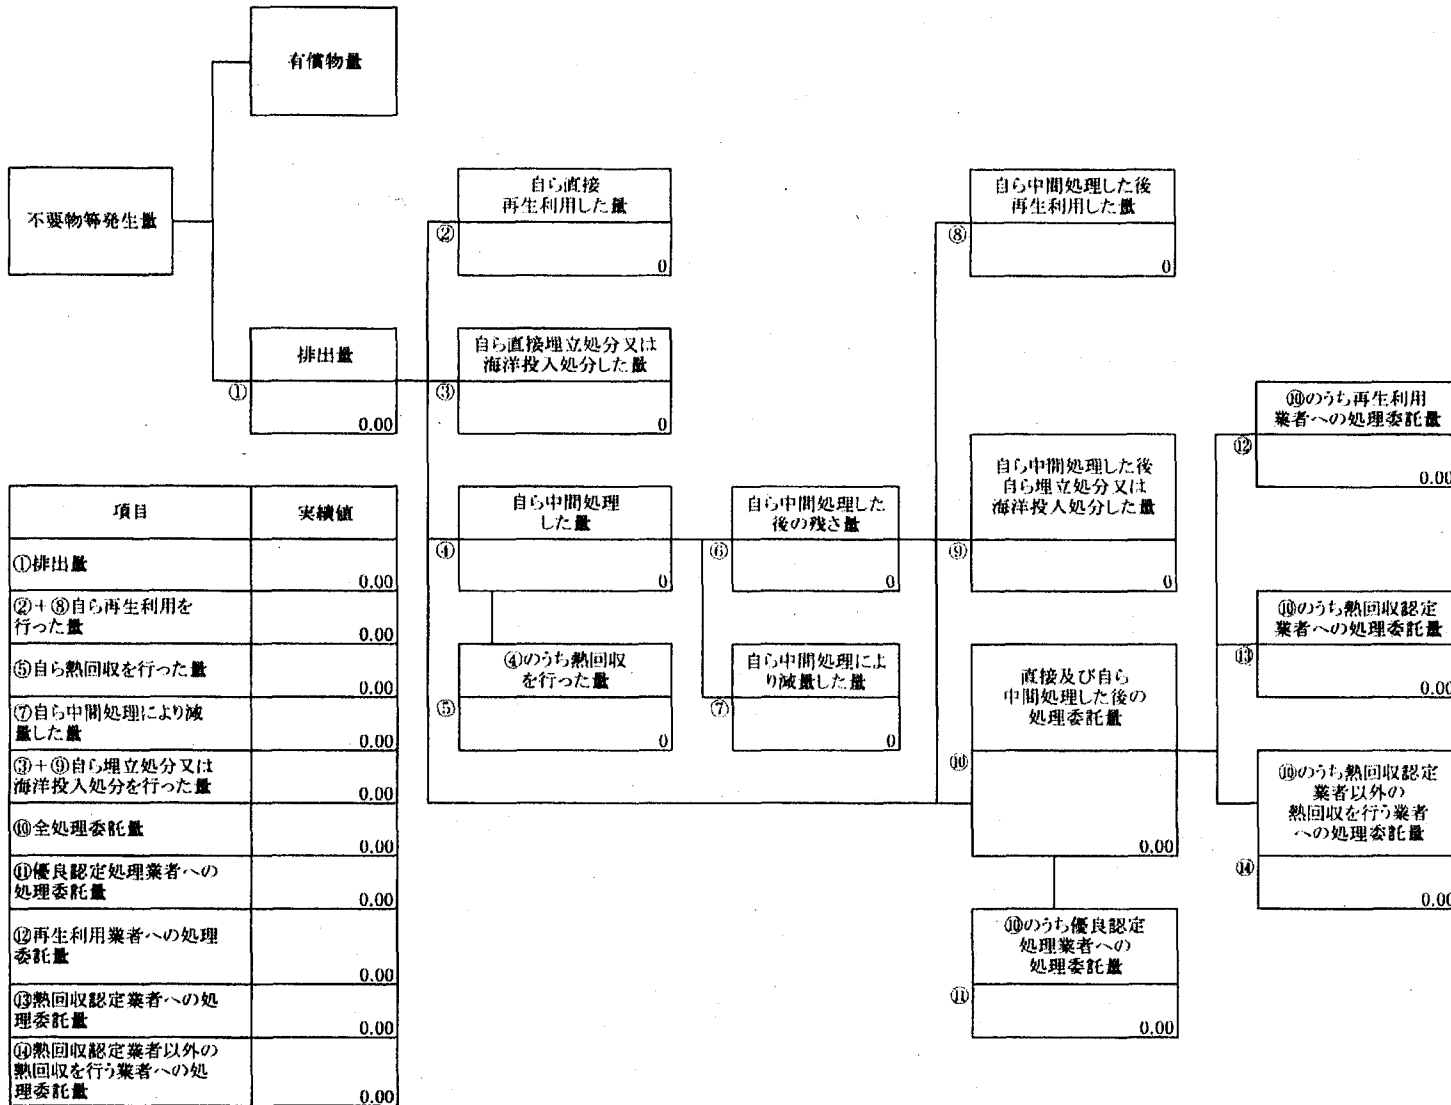 有償物量
不要物等発生量
排出量
①
0.00
自ら直接
再生利用した量
②
0
自ら直接埋立処分又は
海洋投入処分した量
③
0
自ら中間処理
した量
④
0
④のうち熱回収
を行った量
⑤
0
自ら中間処理した
後の残さ量
⑥
0
自ら中間処理によ
り減量した量
⑦
0
自ら中間処理した後
再生利用した量
⑧
0
自ら中間処理した後
自ら埋立処分又は
海洋投入処分した量
⑨
0
直接及び自ら
中間処理した後の
処理委託量
⑩
0.00
⑩のうち優良認定
処理業者への
処理委託量
⑪
0.00
⑩のうち再生利用
業者への処理委託量
⑫
0.00
⑩のうち熱回収認定
業者への処理委託量
⑬
0.00
⑩のうち熱回収認定
業者以外の
熱回収を行う業者
への処理委託量
⑭
0.00
項目 実績値
①排出量
0.00
②+⑧自ら再生利用を
行った量
0.00
⑤自ら熱回収を行った量
0.00
⑦自ら中間処理により減
量した量
0.00
③+⑨自ら埋立処分又は
海洋投入処分を行った量
0.00
⑩全処理委託量
0.00
⑪優良認定処理業者への
処理委託量
0.00
⑫再生利用業者への処理
委託量
0.00
⑬熱回収認定業者への処
理委託量
0.00
⑭熱回収認定業者以外の
熱回収を行う業者への処
理委託量
0.00